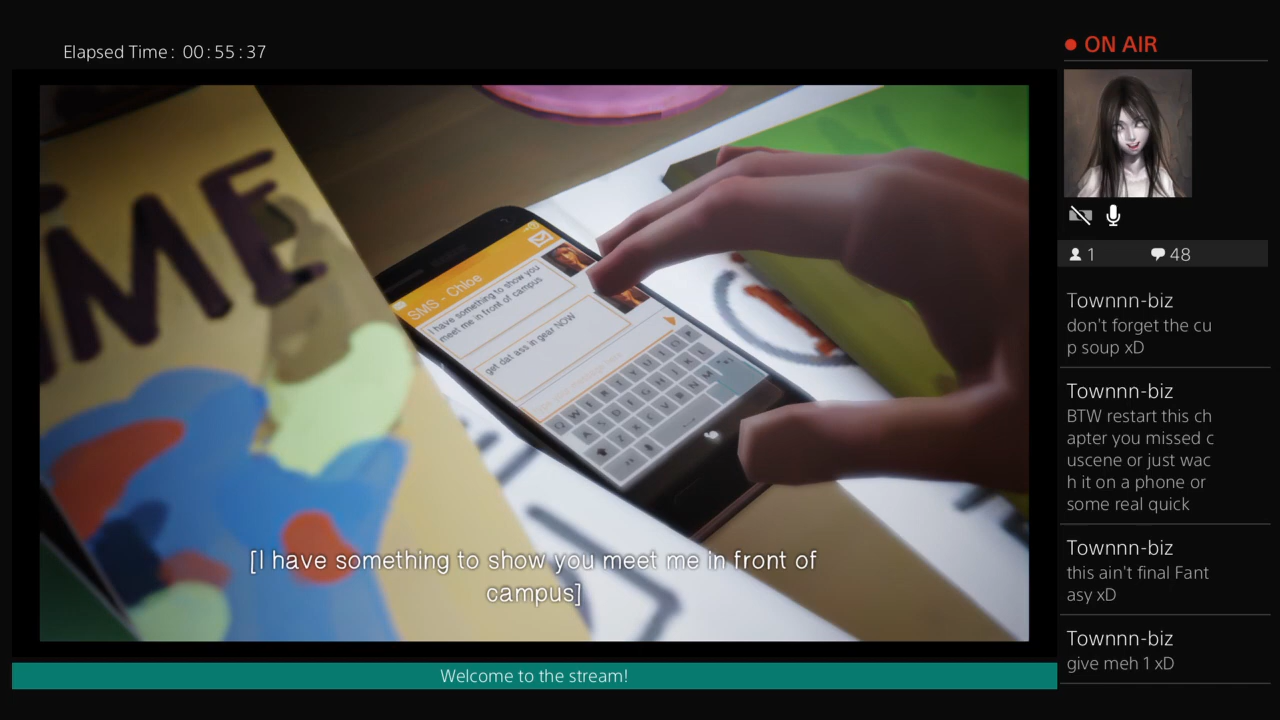 Elapsed Time: 00:55:37
ON AIR
1
48
Townnn-biz
don't forget the cu
p soup xD
Townnn-biz
BTW restart this ch
apter you missed c
uscene or just wac
h it on a phone or
some real quick
Townnn-biz
this ain't final Fant
asy xD
Townnn-biz
give meh 1 xD
ME
SMS - Chloe
I have something to show you
meet me in front of campus
get dat ass in gear NOW
Q W E R T Y U I O P
A S D F G H J K L
Z X C V B N M
[I have something to show you meet me in front of
campus]
Welcome to the stream!